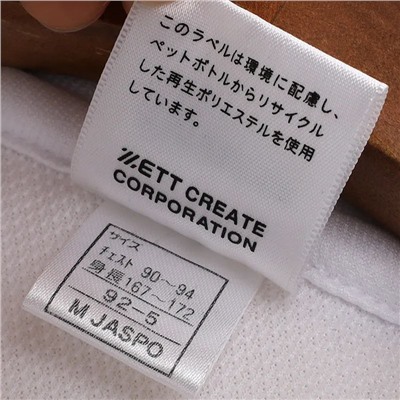 このラベルは環境に配慮し、
ペットボトルからリサイクル
した再生ポリエステルを使用
しています。
ZETT CREATE
CORPORATION
サイズ
チェスト 90〜94
身長 167〜172
92-5
M JASPO